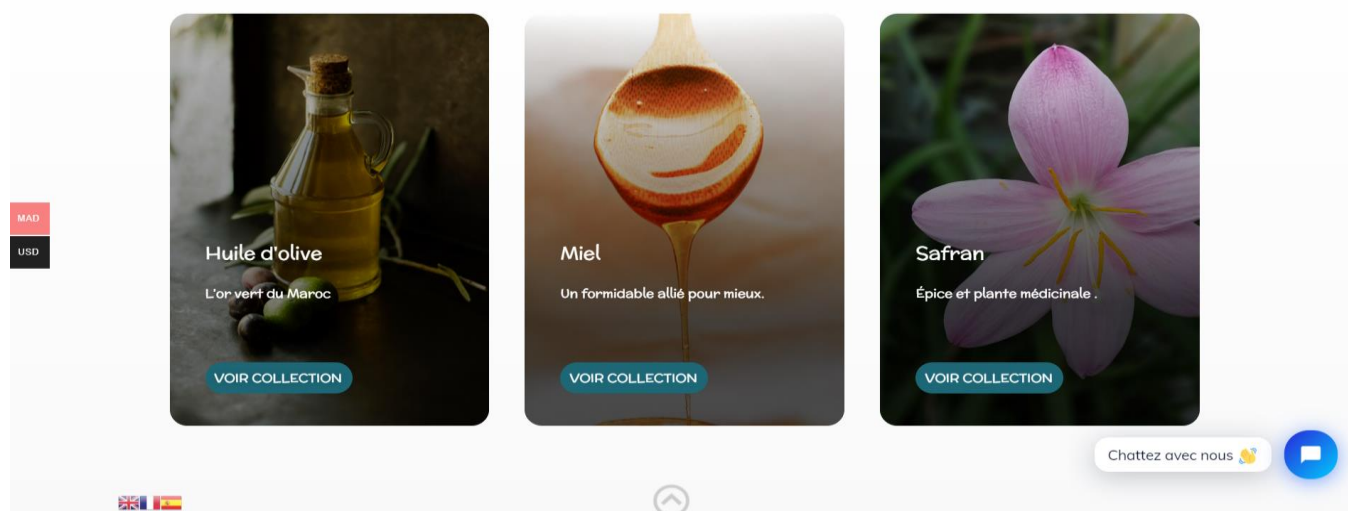 MAD
USD
Huile d'olive
L'or vert du Maroc
VOIR COLLECTION
Miel
Un formidable allié pour mieux.
VOIR COLLECTION
Safran
Épice et plante médicinale .
VOIR COLLECTION
Chattez avec nous 👋